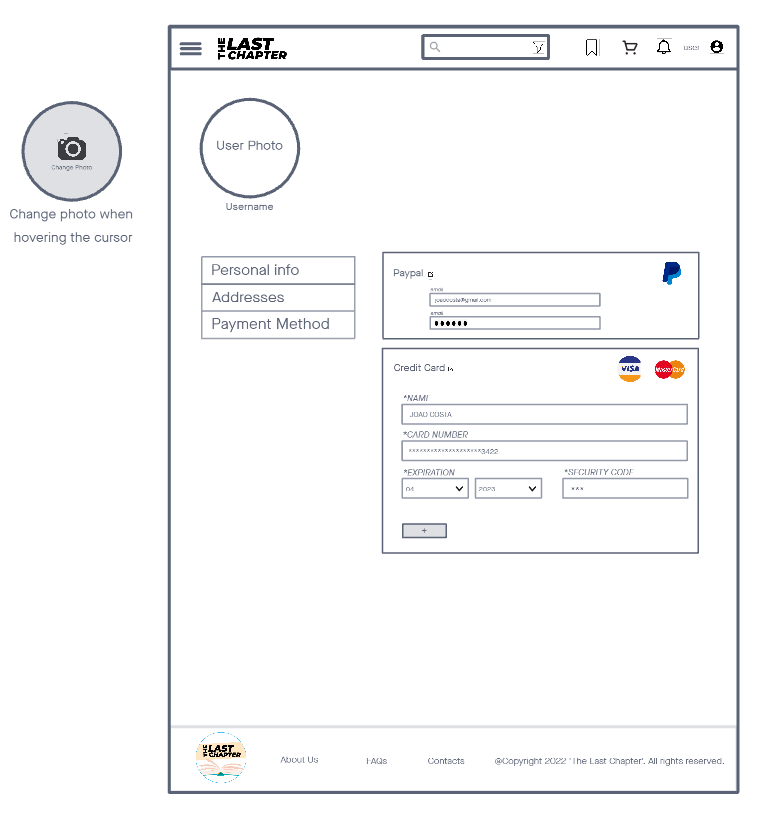 THE LAST
CHAPTER
user
Change Photo
Change photo when
hovering the cursor
User Photo
Username
Personal info
Addresses
Payment Method
Paypal
email
joaocosta@gmail.com
email
●●●●●●
Credit Card
VISA
MasterCard
*NAME
JOAO COSTA
*CARD NUMBER
********************3422
*EXPIRATION
*SECURITY CODE
04
2023
***
+
THE LAST
CHAPTER
About Us
FAQs
Contacts
@Copyright 2022 'The Last Chapter', All rights reserved.